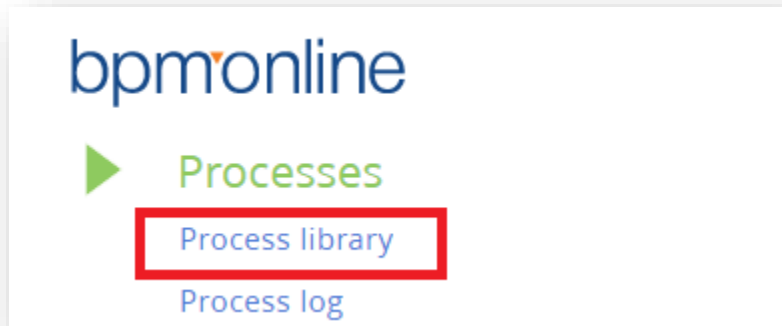 bpm'online
Processes
Process library
Process log